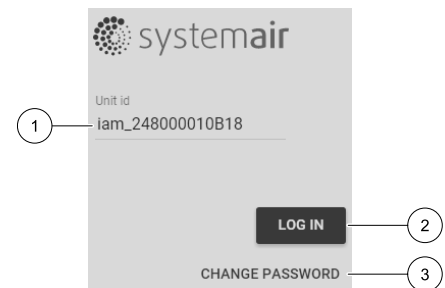 systemair
Unit id
1
iam_248000010B18
LOG IN
2
CHANGE PASSWORD
3